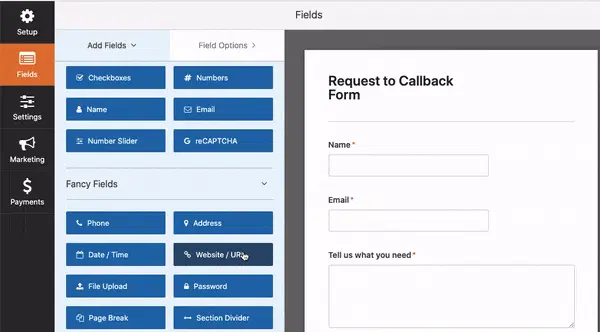 Fields
Setup
Fields
Settings
Marketing
Payments
Add Fields
Field Options
Checkboxes
Numbers
Name
Email
Number Slider
G reCAPTCHA
Fancy Fields
Phone
Address
Date / Time
Website / URL
File Upload
Password
Page Break
Section Divider
Request to Callback
Form
Name *
Email *
Tell us what you need *